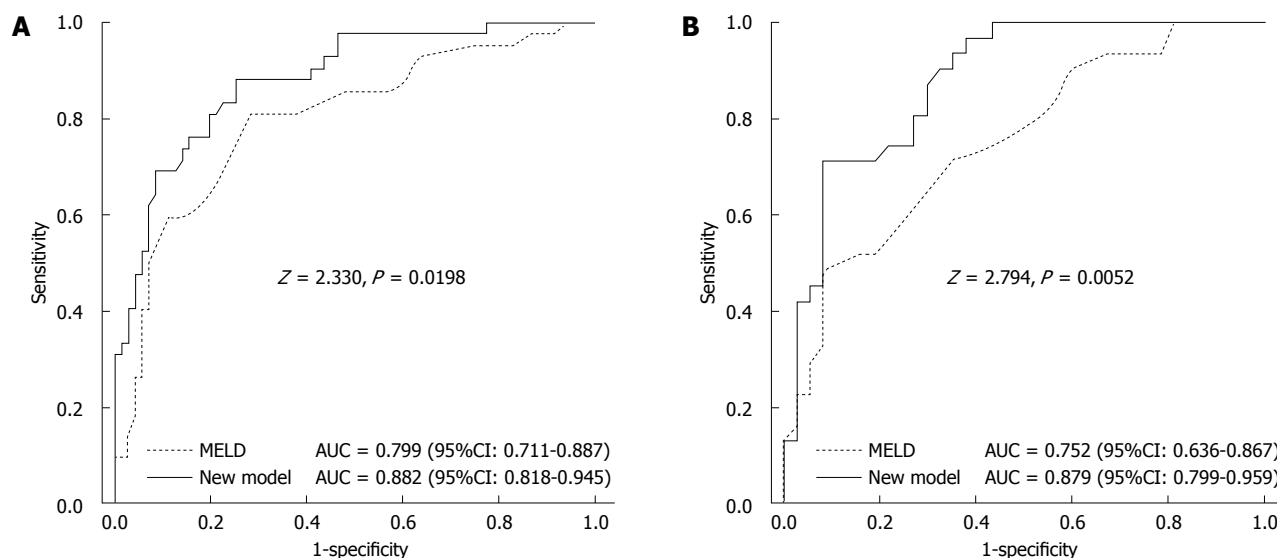 A
1.0
0.8
0.6
0.4
0.2
0.0
Sensitivity
Z = 2.330, P = 0.0198
MELD AUC = 0.799 (95%CI: 0.711-0.887)
New model AUC = 0.882 (95%CI: 0.818-0.945)
0.0 0.2 0.4 0.6 0.8 1.0
1-specificity
B
1.0
0.8
0.6
0.4
0.2
0.0
Sensitivity
Z = 2.794, P = 0.0052
MELD AUC = 0.752 (95%CI: 0.636-0.867)
New model AUC = 0.879 (95%CI: 0.799-0.959)
0.0 0.2 0.4 0.6 0.8 1.0
1-specificity